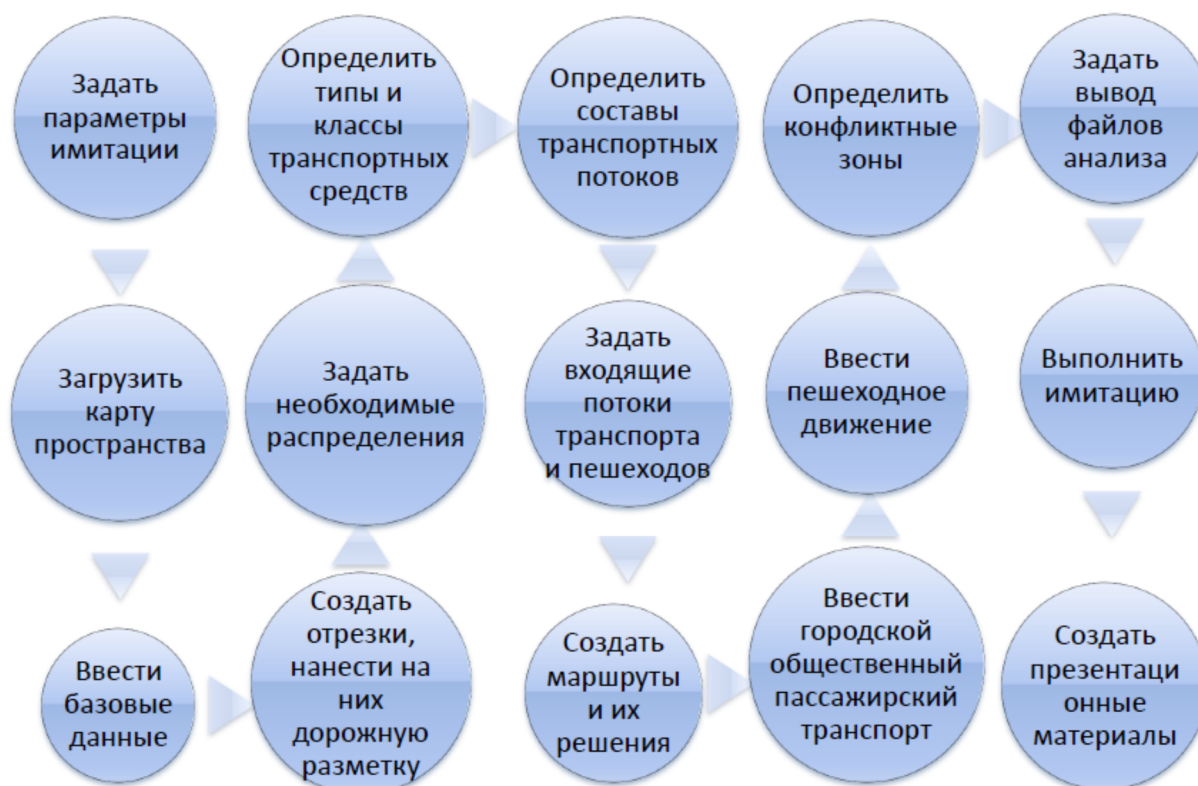 Задать
параметры
имитации
Загрузить
карту
пространства
Ввести
базовые
данные
Создать
отрезки,
нанести на
них
дорожную
разметку
Задать
необходимые
распределения
Определить
типы и
классы
транспортных
средств
Определить
составы
транспортных
потоков
Задать
входящие
потоки
транспорта
и пешеходов
Создать
маршруты
и их
решения
Ввести
городской
общественный
пассажирский
транспорт
Ввести
пешеходное
движение
Определить
конфликтные
зоны
Задать
вывод
файлов
анализа
Выполнить
имитацию
Создать
презентаци
онные
материалы